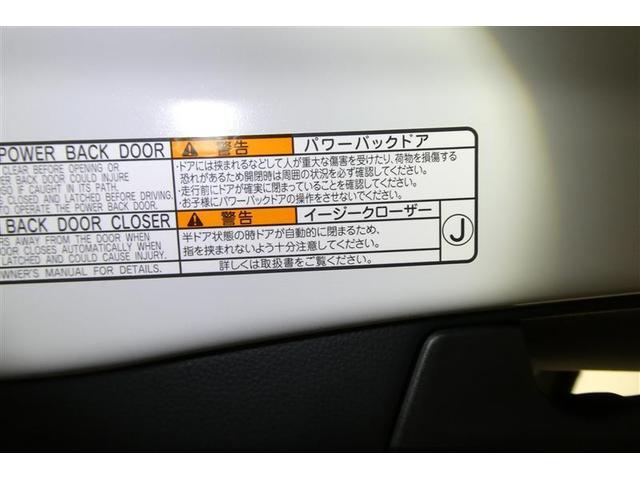 POWER BACK DOOR
CLEAR BEFORE OPENING OR
BACK DOOR COULD INJURE
IF CAUGHT IN ITS PATH.
CLOSED AND LATCHED BEFORE DRIVING.
OPERATE THE POWER BACK DOOR.
警告 パワーバックドア
・ドアには挟まれるなどして人が重大な傷害を受けたり、荷物を損傷する
恐れがあるため開閉時は周囲の状況を必ず確認してください。
・走行前にドアが確実に閉まっていることを確認してください。
・お子様にパワーバックドアの操作をさせないでください。
BACK DOOR CLOSER
AWAY FROM THE DOOR WHEN
CLOSES AUTOMATICALLY WHEN
LATCHED AND COULD CAUSE INJURY.
OWNER'S MANUAL FOR DETAILS.
警告 イージークローザー
半ドア状態の時ドアが自動的に閉まるため、
指を挟まれないよう十分注意してください。
詳しくは取扱書をご覧ください。
J